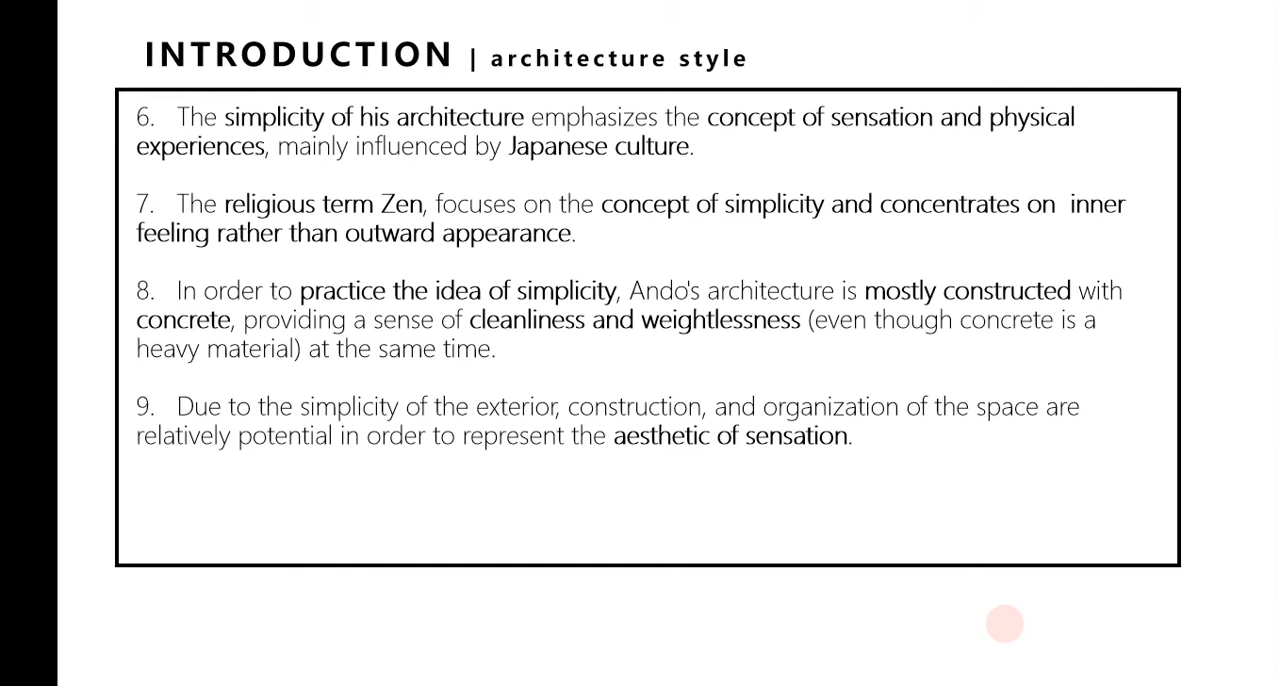 INTRODUCTION | architecture style
6. The simplicity of his architecture emphasizes the concept of sensation and physical
experiences, mainly influenced by Japanese culture.
7. The religious term Zen, focuses on the concept of simplicity and concentrates on inner
feeling rather than outward appearance.
8. In order to practice the idea of simplicity, Ando's architecture is mostly constructed with
concrete, providing a sense of cleanliness and weightlessness (even though concrete is a
heavy material) at the same time.
9. Due to the simplicity of the exterior, construction, and organization of the space are
relatively potential in order to represent the aesthetic of sensation.